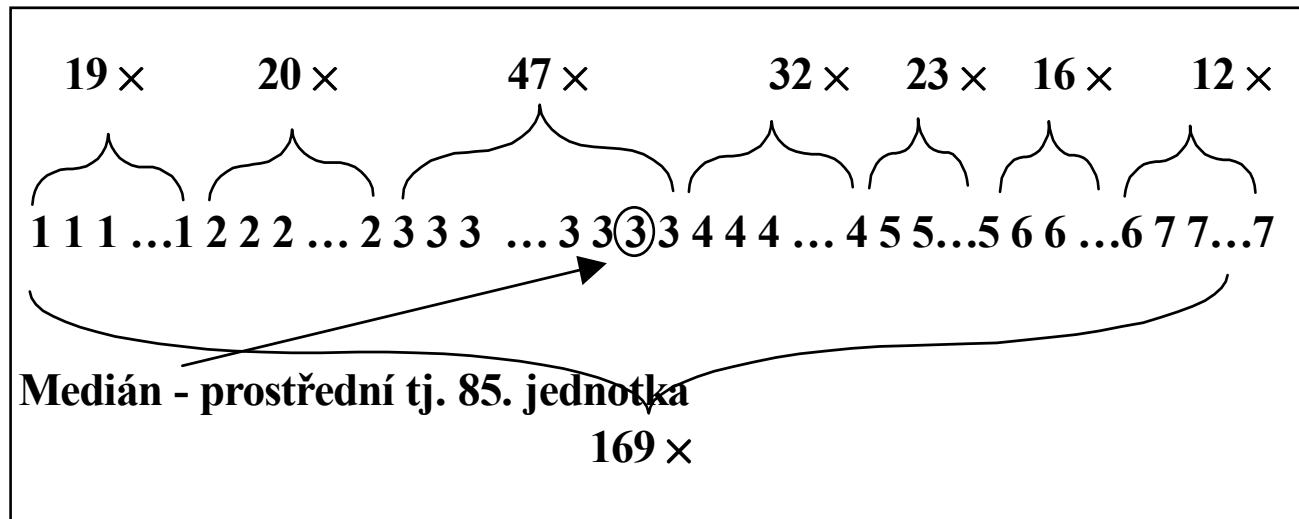 19 × 20 × 47 × 32 × 23 × 16 × 12 ×
1 1 1 …1 2 2 2 … 2 3 3 3 … 3 3 3 3 4 4 4 … 4 5 5…5 6 6 …6 7 7…7
Medián - prostřední tj. 85. jednotka
169 ×